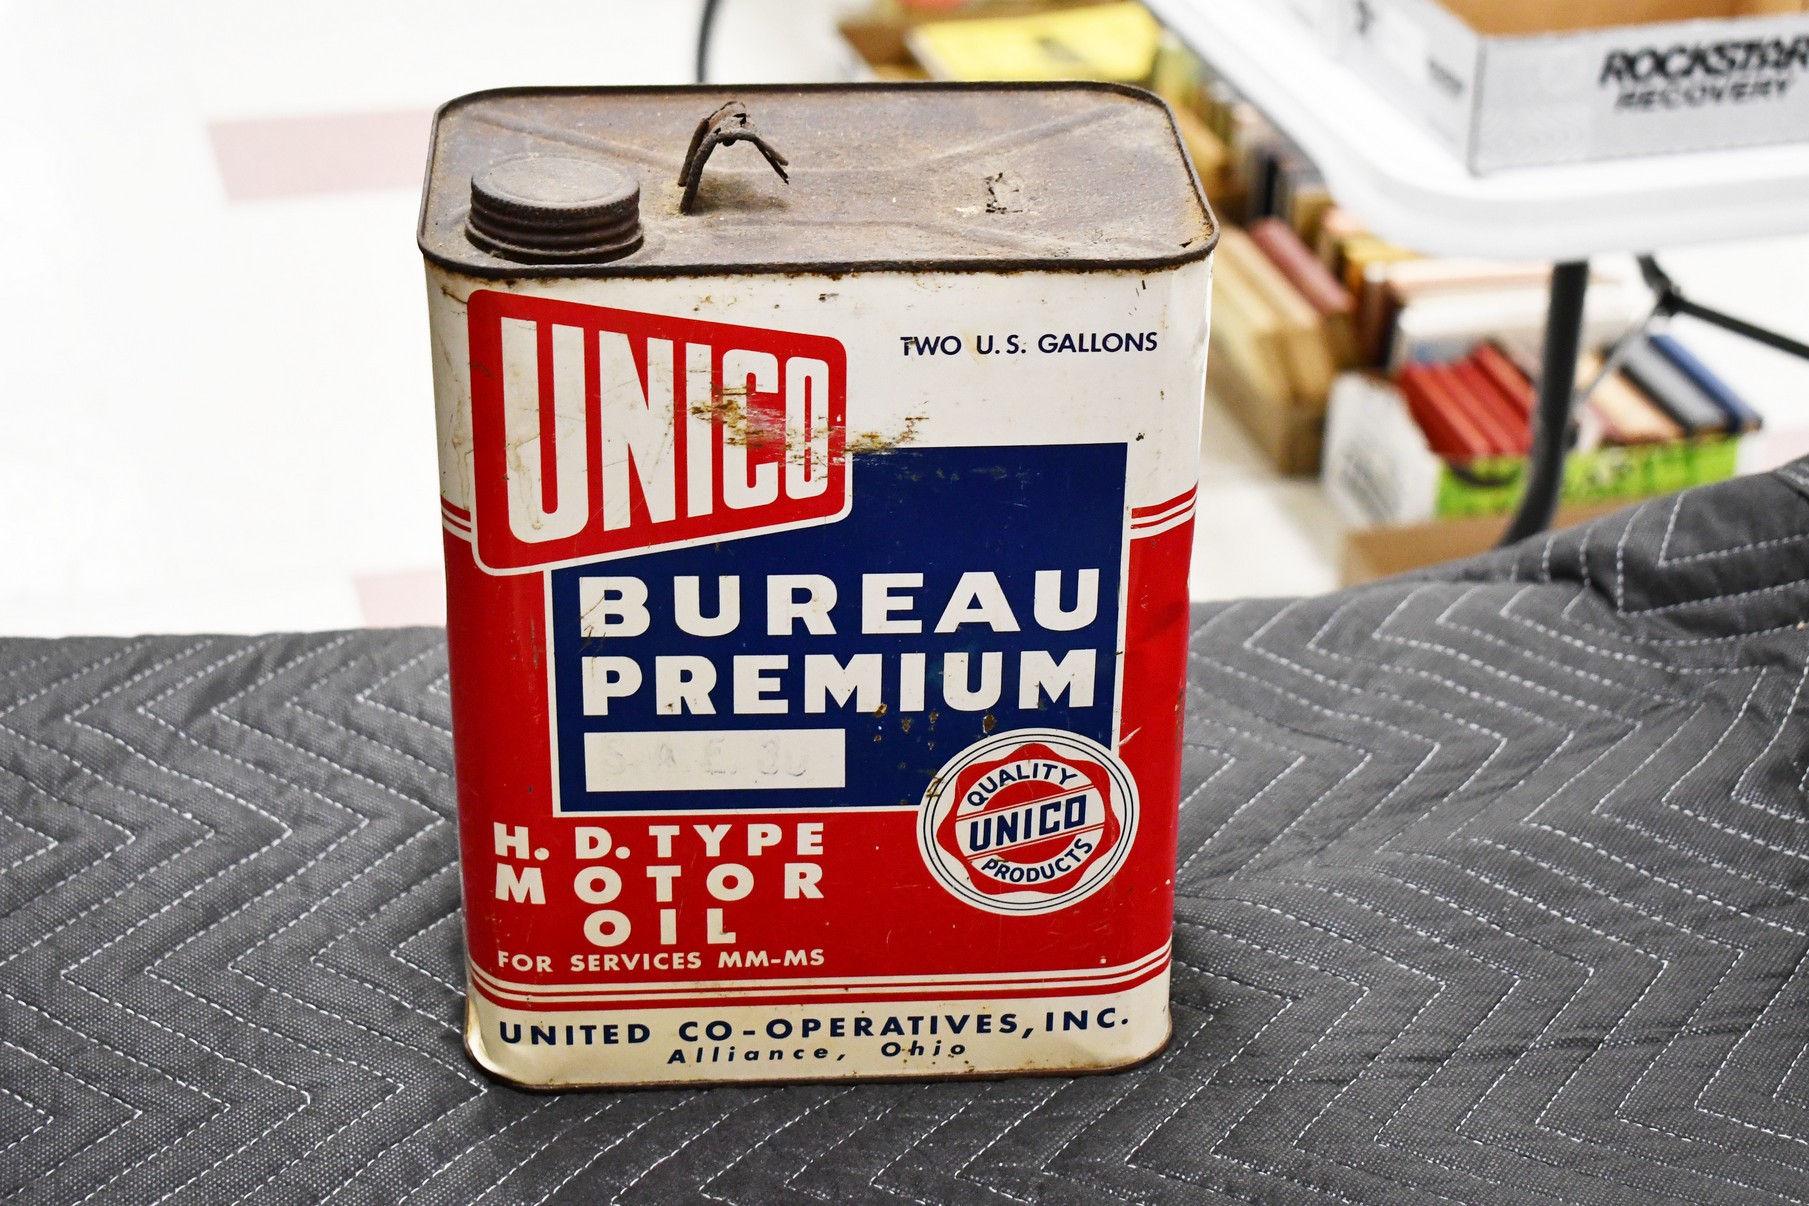 ROCKSTAR
RECOVERY
UNICO
TWO U.S. GALLONS
BUREAU
PREMIUM
S.A.E. 30
QUALITY
UNICO
PRODUCTS
H. D. TYPE
MOTOR
OIL
FOR SERVICES MM-MS
UNITED CO-OPERATIVES, INC.
Alliance, Ohio